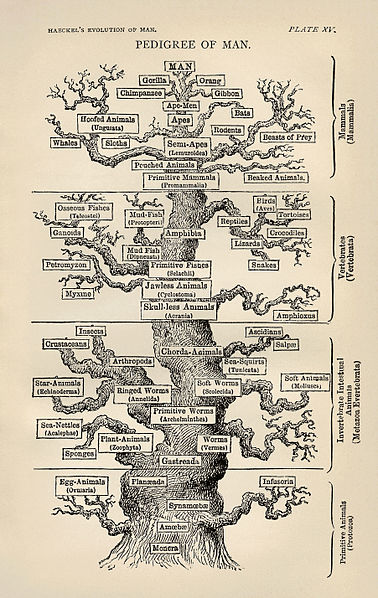 HAECKEL'S EVOLUTION OF MAN.
PLATE XV.
PEDIGREE OF MAN.
MAN
Gorilla
Orang
Chimpanzee
Gibbon
Ape-Men
Apes
Bats
Hoofed Animals
(Ungulata)
Rodents
Beasts of Prey
Whales
Sloths
Semi-Apes
(Lemuroidea)
Pouched Animals
Primitive Mammals
(Promammalia)
Beaked Animals.
Mammals
(Mammalia)
Osseous Fishes
(Teleostei)
Mud-Fish
(Protopteri)
Birds
(Aves)
Tortoises
Reptiles
Ganoids
Amphibia
Crocodiles
Lizards
Mud Fish
(Dipneusta)
Petromyzon
Primitive Fishes
(Selachii)
Snakes
Jawless Animals
(Cyclostoma)
Myxine
Skull-less Animals
(Acrania)
Amphioxus
Vertebrates
(Vertebrata)
Insects
Crustaceans
Ascidians
Salpæ
Chorda-Animals
Arthropods
Sea-Squirts
(Tunicata)
Star-Animals
(Echinoderma)
Ringed Worms
(Annelida)
Soft Worms
(Scolecida)
Soft Animals
(Mollusca)
Primitive Worms
(Archelminthes)
Sea-Nettles
(Acalephae)
Plant-Animals
(Zoophyta)
Worms
(Vermes)
Sponges
Gastreada
Invertebrate Intestinal
Animals
(Metazoa Evertebrata)
Egg-Animals
(Ovularia)
Planæada
Infusoria
Synamœbæ
Amœbæ
Monera
Primitive Animals
(Protozoa)